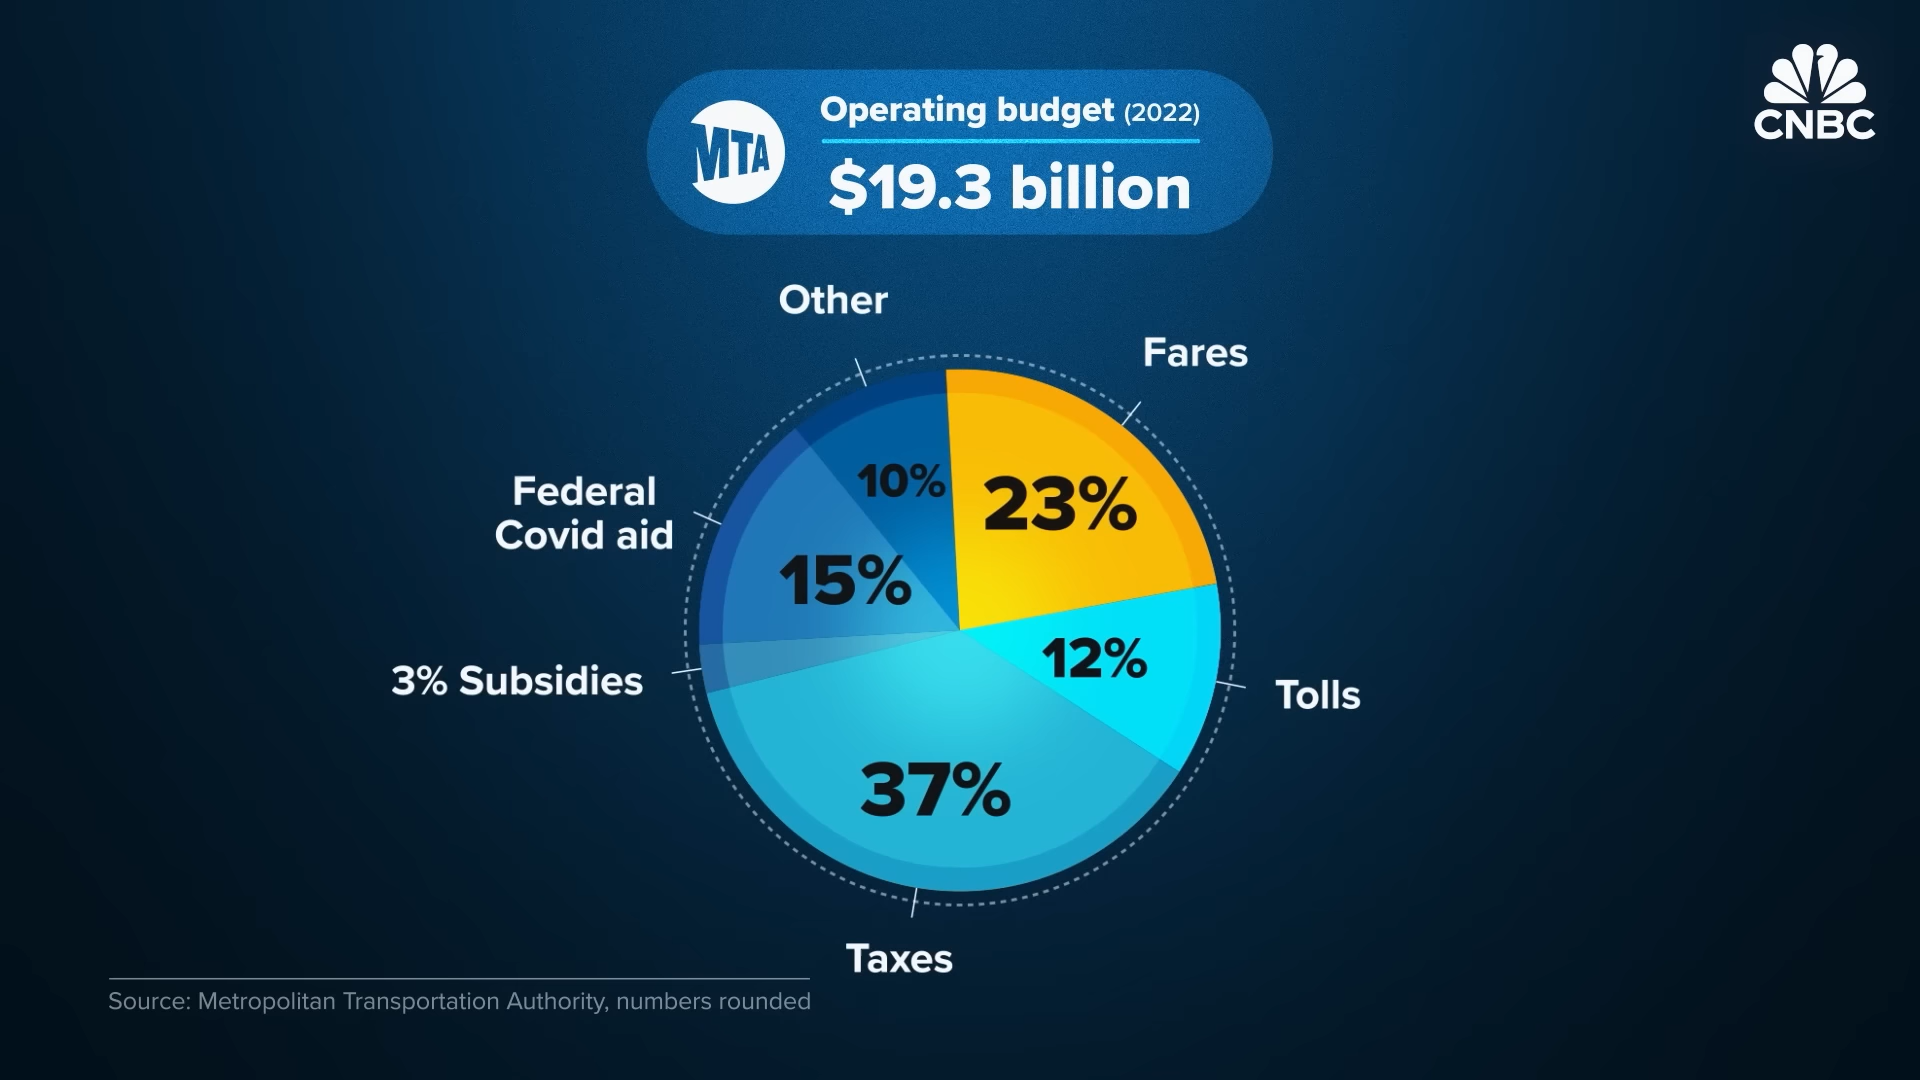 CNBC
MTA
Operating budget (2022)
$19.3 billion
Other
Fares
10%
23%
Federal
Covid aid
15%
12%
3% Subsidies
Tolls
37%
Taxes
Source: Metropolitan Transportation Authority, numbers rounded